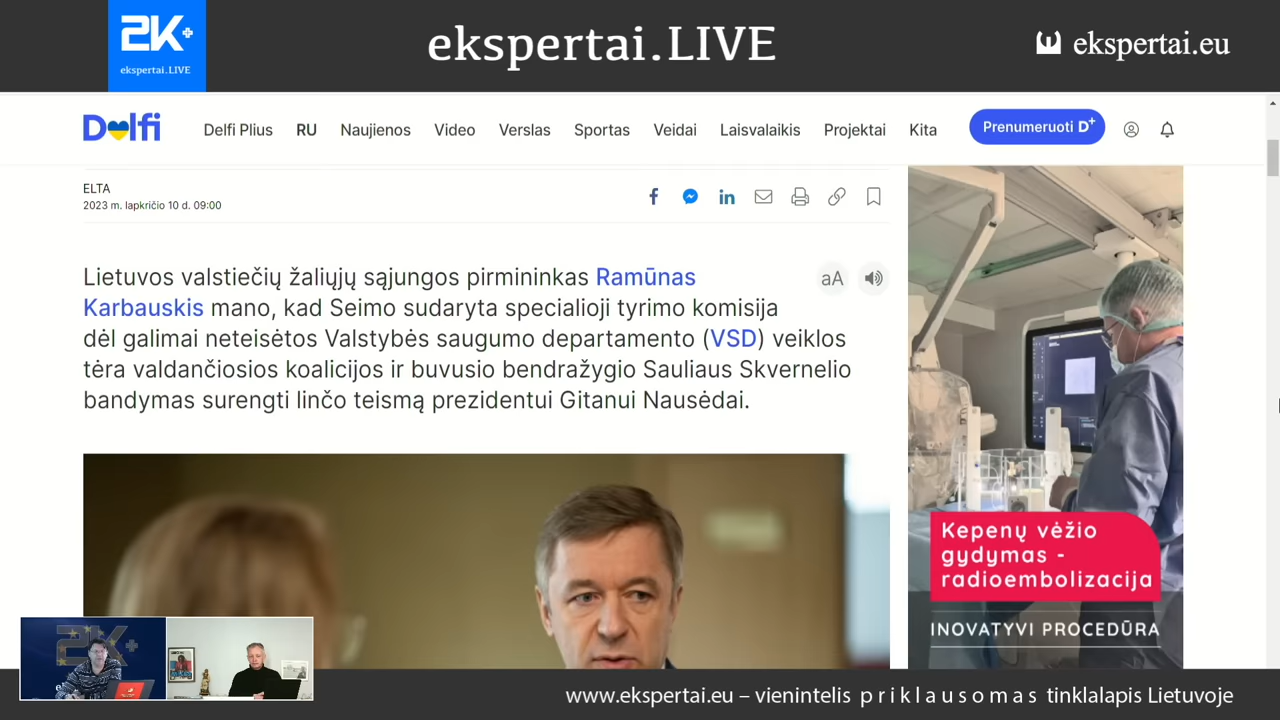 2K+
ekspertai.LIVE
ekspertai.LIVE
ekspertai.eu
Delfi
Delfi Plius
RU
Naujienos
Video
Verslas
Sportas
Veidai
Laisvalaikis
Projektai
Kita
Prenumeruoti D+
ELTA
2023 m. lapkričio 10 d. 09:00
Lietuvos valstiečių žaliųjų sąjungos pirmininkas Ramūnas
Karbauskis mano, kad Seimo sudaryta specialioji tyrimo komisija
dėl galimai neteisėtos Valstybės saugumo departamento (VSD) veiklos
tėra valdančiosios koalicijos ir buvusio bendražygio Sauliaus Skvernelio
bandymas surengti linčo teismą prezidentui Gitanui Nausėdai.
aA
Kepenų vėžio
gydymas -
radioembolizacija
INOVATYVI PROCEDŪRA
2K+
www.ekspertai.eu – vienintelis p r i k l a u s o m a s tinklalapis Lietuvoje